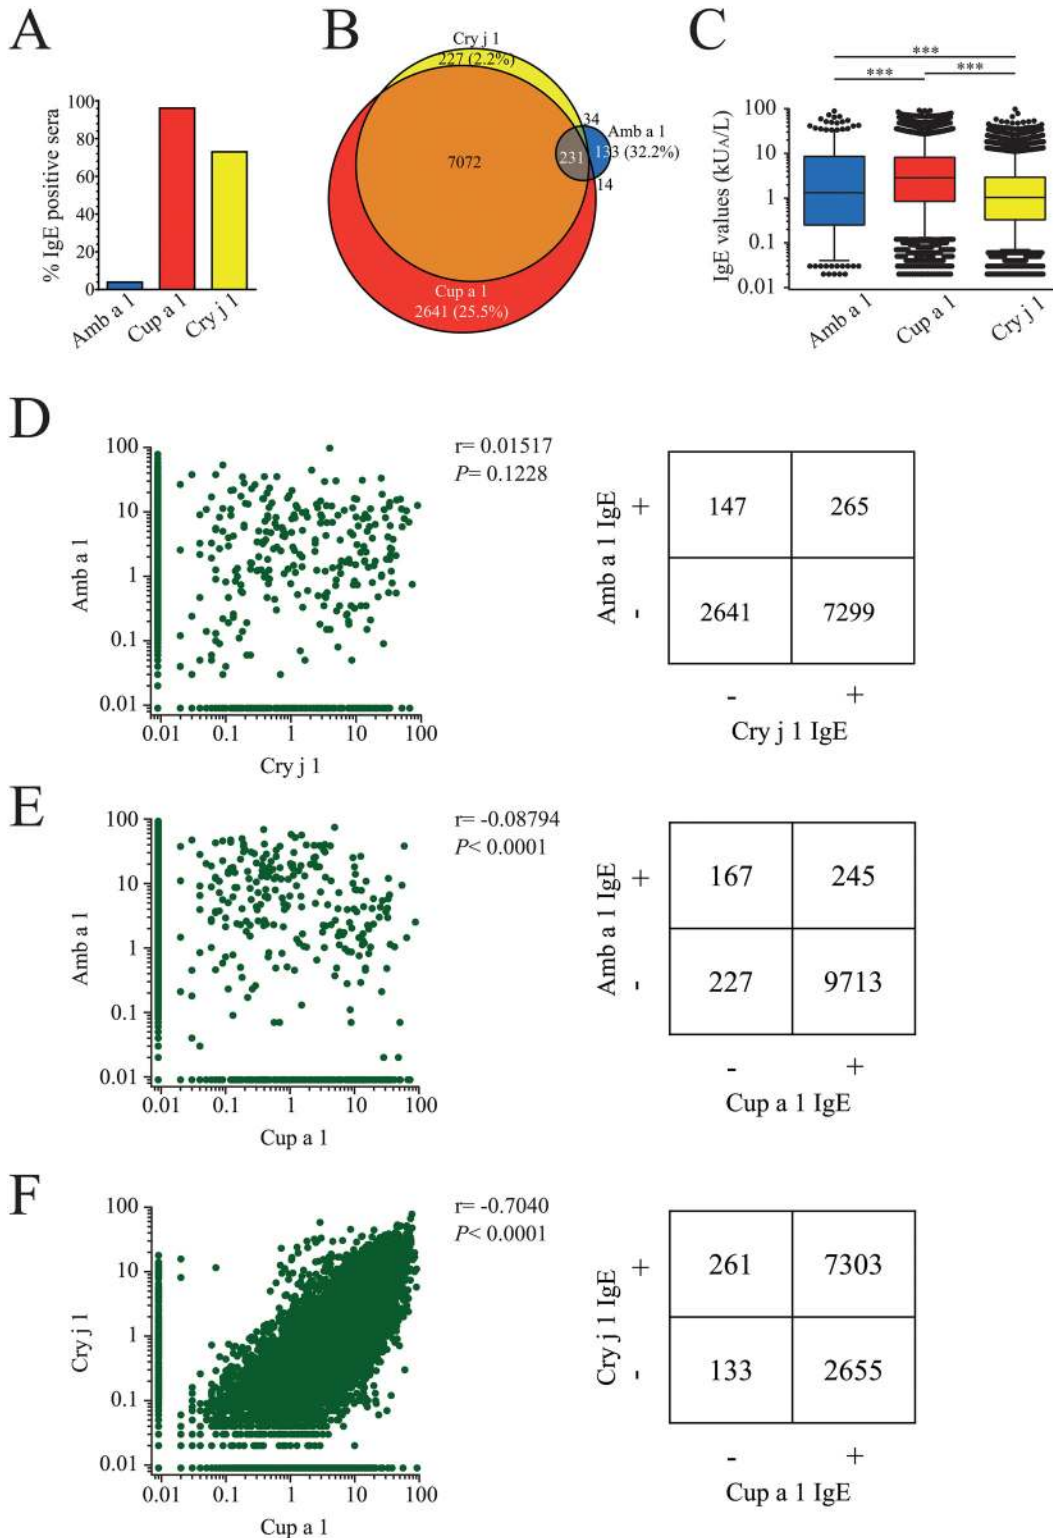 A
B
C
100
80
60
40
20
0
% IgE positive sera
Amb a 1
Cup a 1
Cry j 1
Cry j 1
227 (2.2%)
34
Amb a 1
133 (32.2%)
231
14
7072
Cup a 1
2641 (25.5%)
***
***
***
100
10
1
0.1
0.01
IgE values (kUA/L)
Amb a 1
Cup a 1
Cry j 1
D
100
10
1
0.1
0.01
Amb a 1
0.01
0.1
1
10
100
Cry j 1
r= 0.01517
P= 0.1228
Amb a 1 IgE
+
-
147
265
2641
7299
-
+
Cry j 1 IgE
E
100
10
1
0.1
0.01
Amb a 1
0.01
0.1
1
10
100
Cup a 1
r= -0.08794
P< 0.0001
Amb a 1 IgE
+
-
167
245
227
9713
-
+
Cup a 1 IgE
F
100
10
1
0.1
0.01
Cry j 1
0.01
0.1
1
10
100
Cup a 1
r= -0.7040
P< 0.0001
Cry j 1 IgE
+
-
261
7303
133
2655
-
+
Cup a 1 IgE